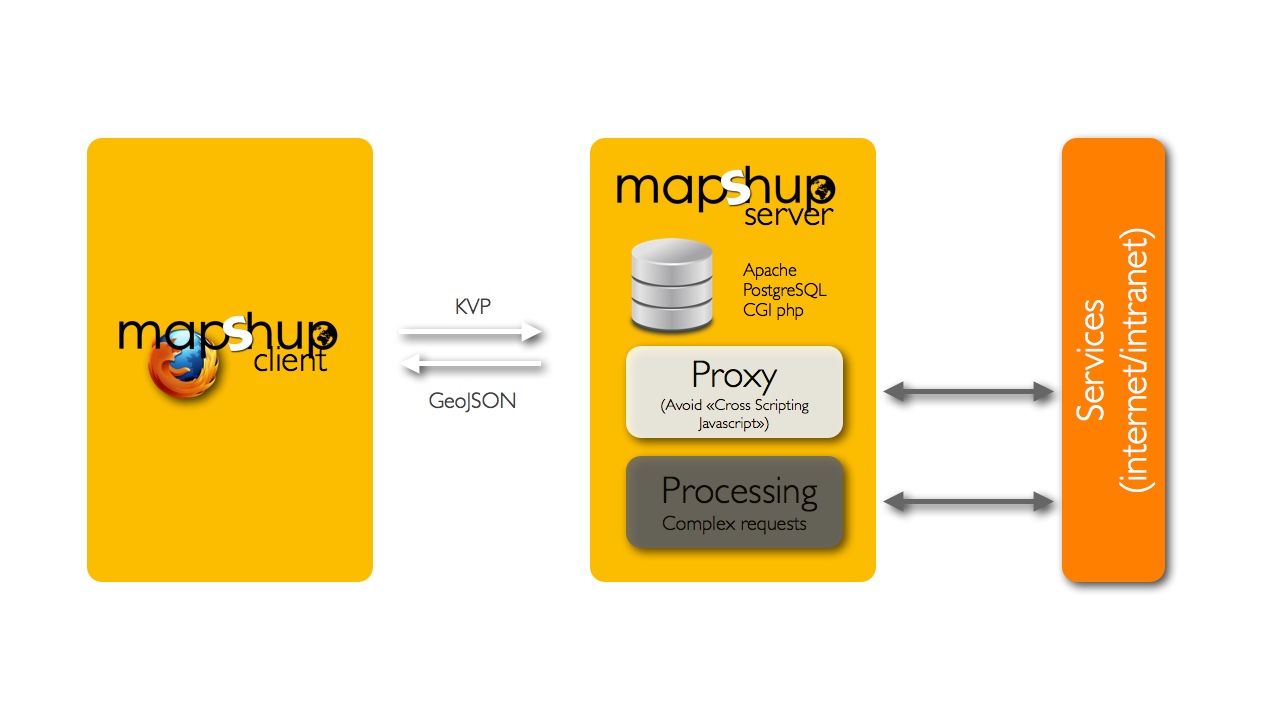 mapshup
client
KVP
GeoJSON
mapshup
server
Apache
PostgreSQL
CGI php
Proxy
(Avoid «Cross Scripting
Javascript»)
Processing
Complex requests
Services
(internet/intranet)